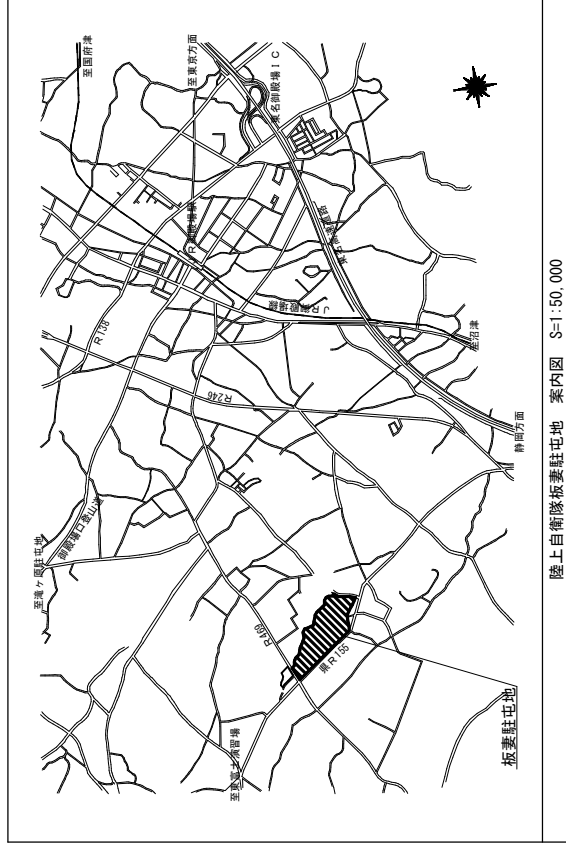 至国府津
至東京方面
東名御殿場IC
JR御殿場駅
R138
東名高速道路
JR御殿場線
R246
至沼津
静岡方面
至滝ヶ原駐屯地
御殿場口登山道
R469
県R155
至東富士演習場
板妻駐屯地
陸上自衛隊板妻駐屯地 案内図 S=1:50,000